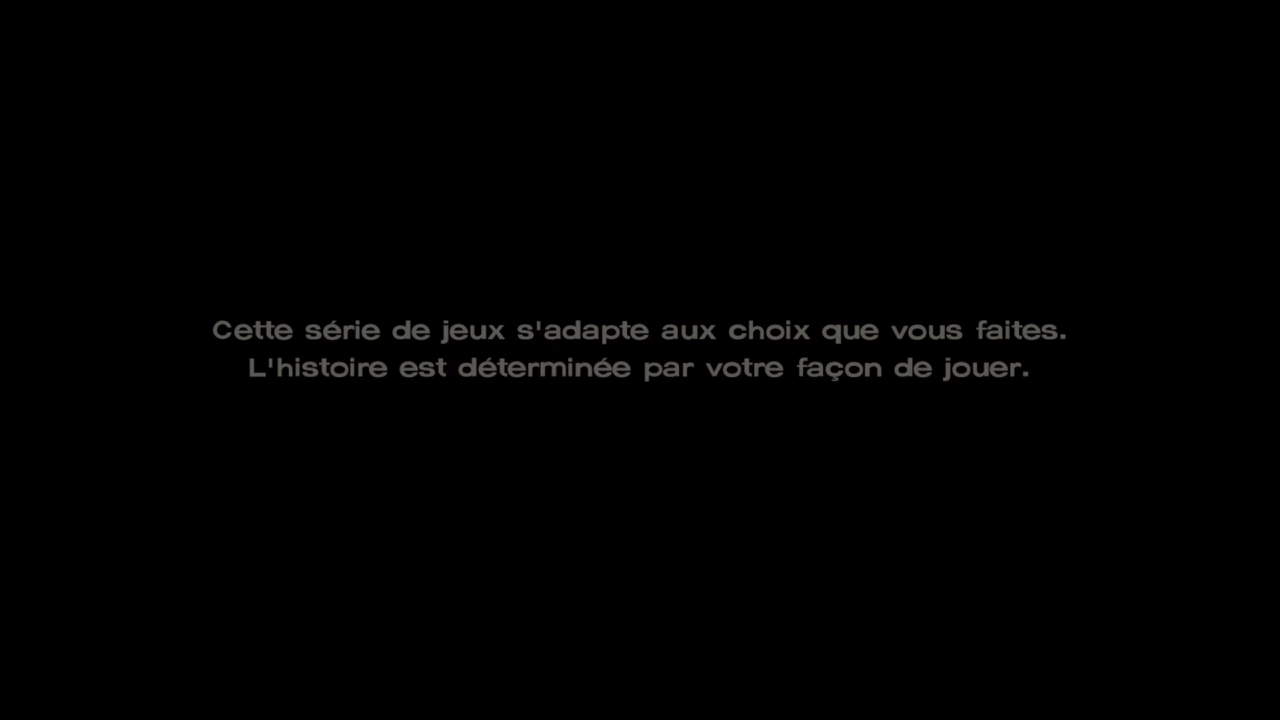 Cette série de jeux s'adapte aux choix que vous faites.
L'histoire est déterminée par votre façon de jouer.